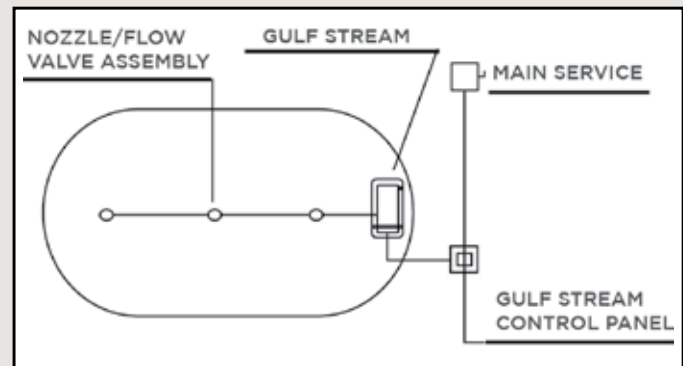 NOZZLE/FLOW
VALVE ASSEMBLY
GULF STREAM
MAIN SERVICE
GULF STREAM
CONTROL PANEL